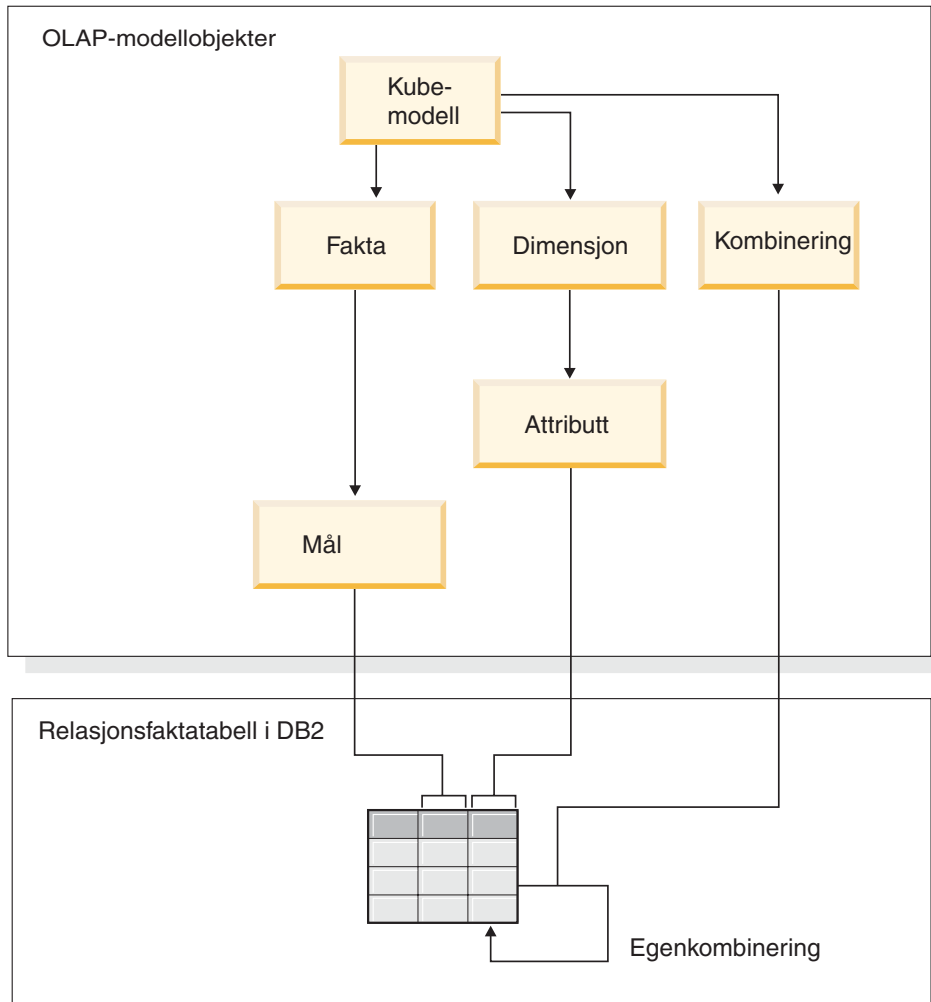 OLAP-modellobjekter
Kube-
modell
Fakta
Dimensjon
Kombinering
Attributt
Mål
Relasjonsfaktatabell i DB2
Egenkombinering